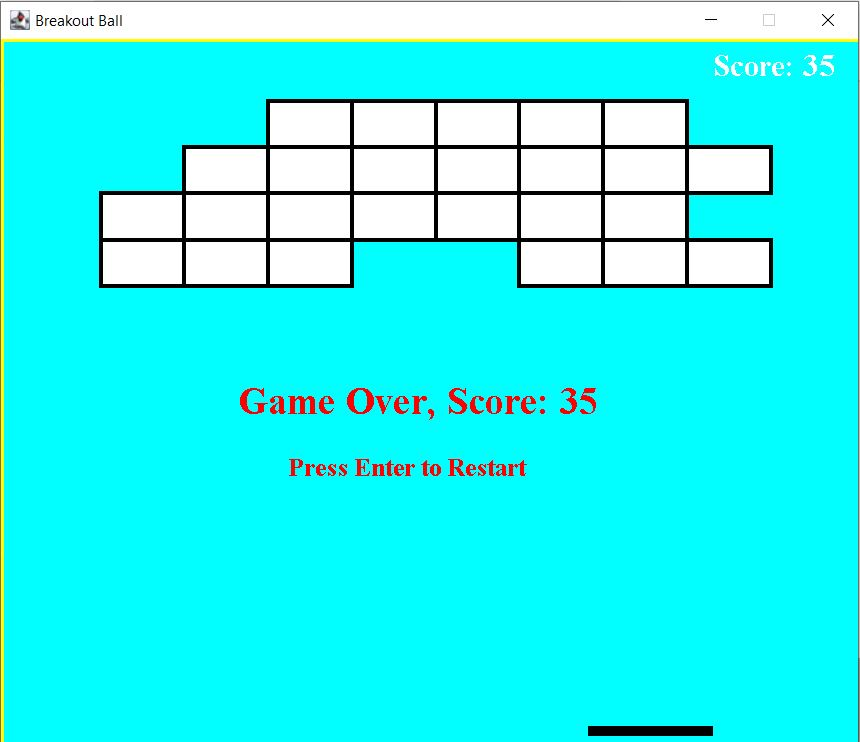 Breakout Ball
Score: 35
Game Over, Score: 35
Press Enter to Restart